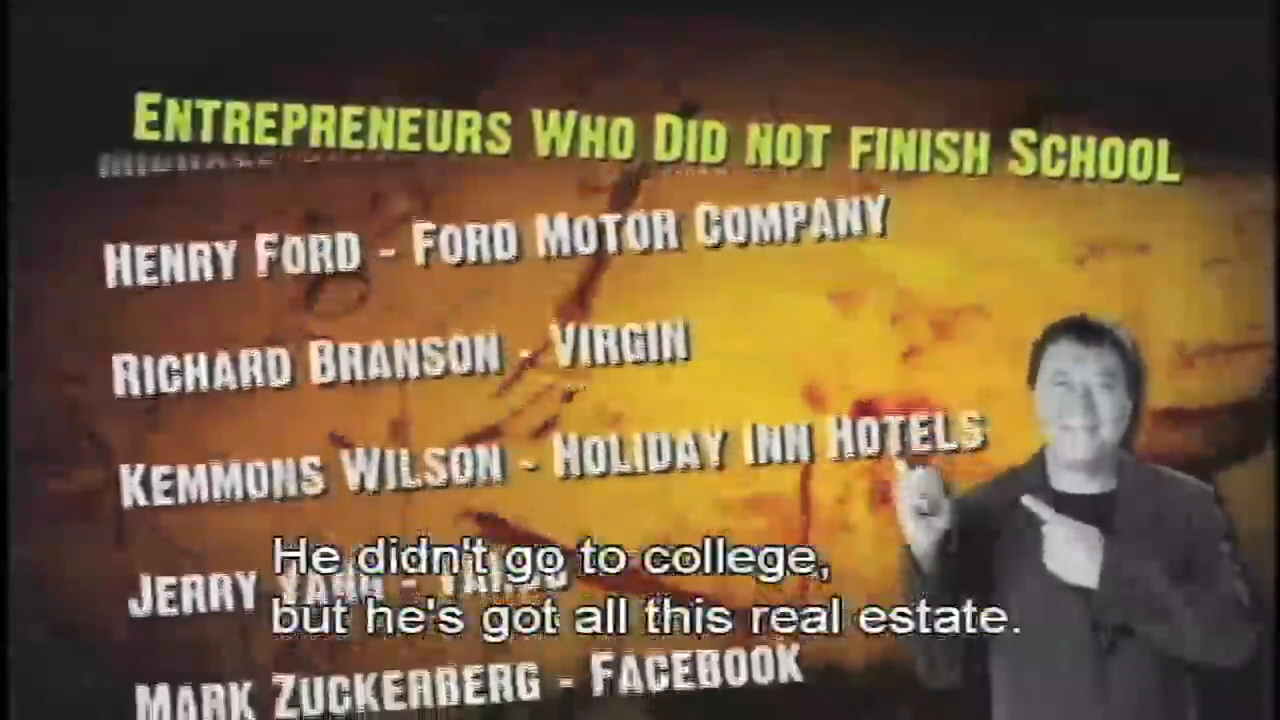 ENTREPRENEURS WHO DID NOT FINISH SCHOOL
HENRY FORD - FORD MOTOR COMPANY
RICHARD BRANSON - VIRGIN
KEMMONS WILSON - HOLIDAY INN HOTELS
JERRY
He didn't go to college,
but he's got all this real estate.
MARK ZUCKERBERG - FACEBOOK